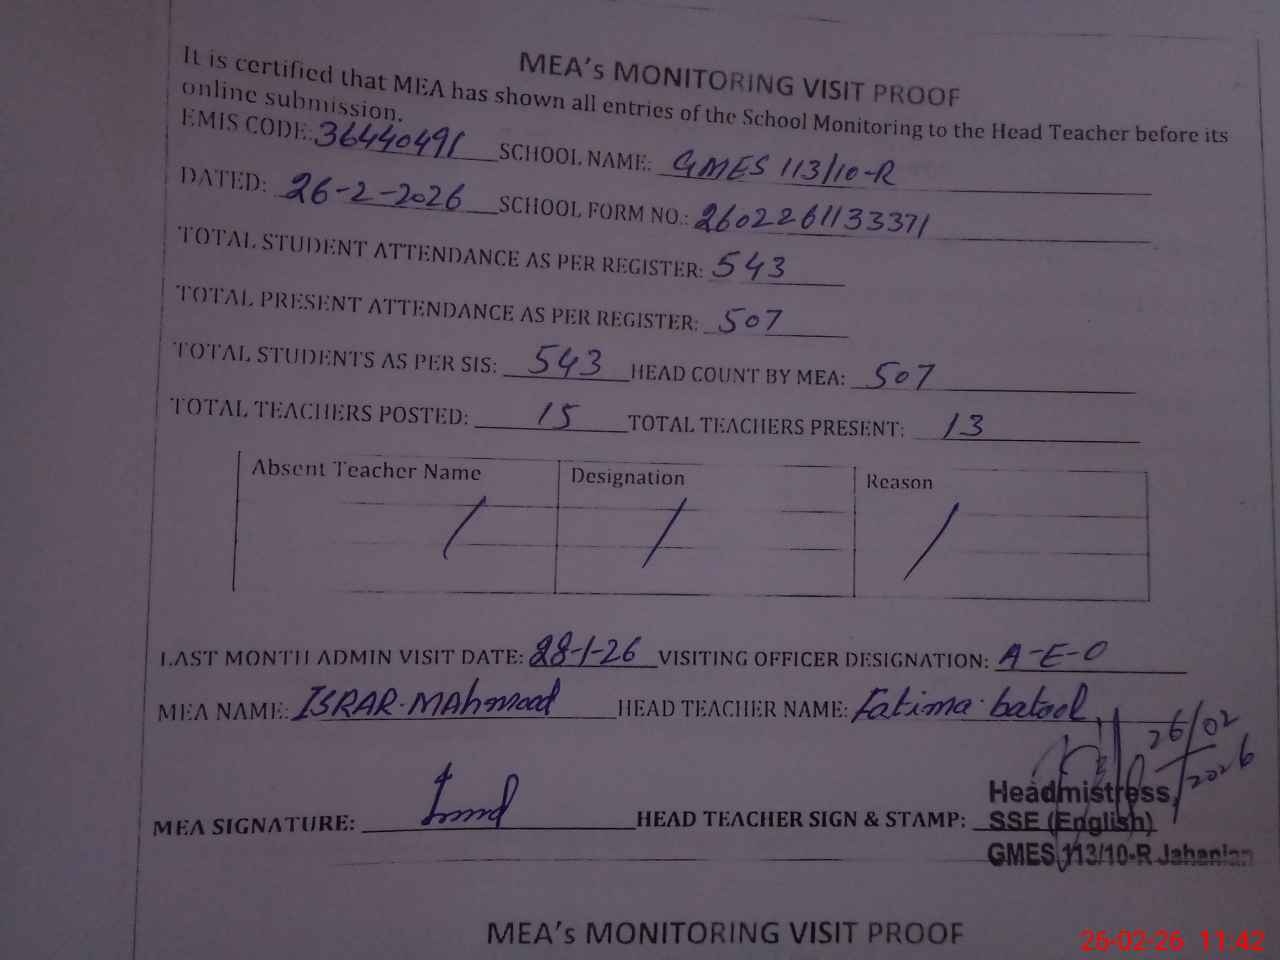 MEA's MONITORING VISIT PROOF
It is certified that MEA has shown all entries of the School Monitoring to the Head Teacher before its
online submission.
EMIS CODE: 36440491 SCHOOL NAME: GMES 113/10-R
DATED: 26-2-2026 SCHOOL FORM NO.: 2602261133371
TOTAL STUDENT ATTENDANCE AS PER REGISTER: 543
TOTAL PRESENT ATTENDANCE AS PER REGISTER: 507
TOTAL STUDENTS AS PER SIS: 543 HEAD COUNT BY MEA: 507
TOTAL TEACHERS POSTED: 15 TOTAL TEACHERS PRESENT: 13
Absent Teacher Name Designation Reason
/ / /
LAST MONTH ADMIN VISIT DATE: 28-1-26 VISITING OFFICER DESIGNATION: A-E-O
MEA NAME: ISRAR. MAhmood HEAD TEACHER NAME: Fatima batool
26/02/2026
MEA SIGNATURE: HEAD TEACHER SIGN & STAMP:
Headmistress,
SSE (English)
GMES 113/10-R Jahanian
MEA's MONITORING VISIT PROOF
26-02-26 11:42